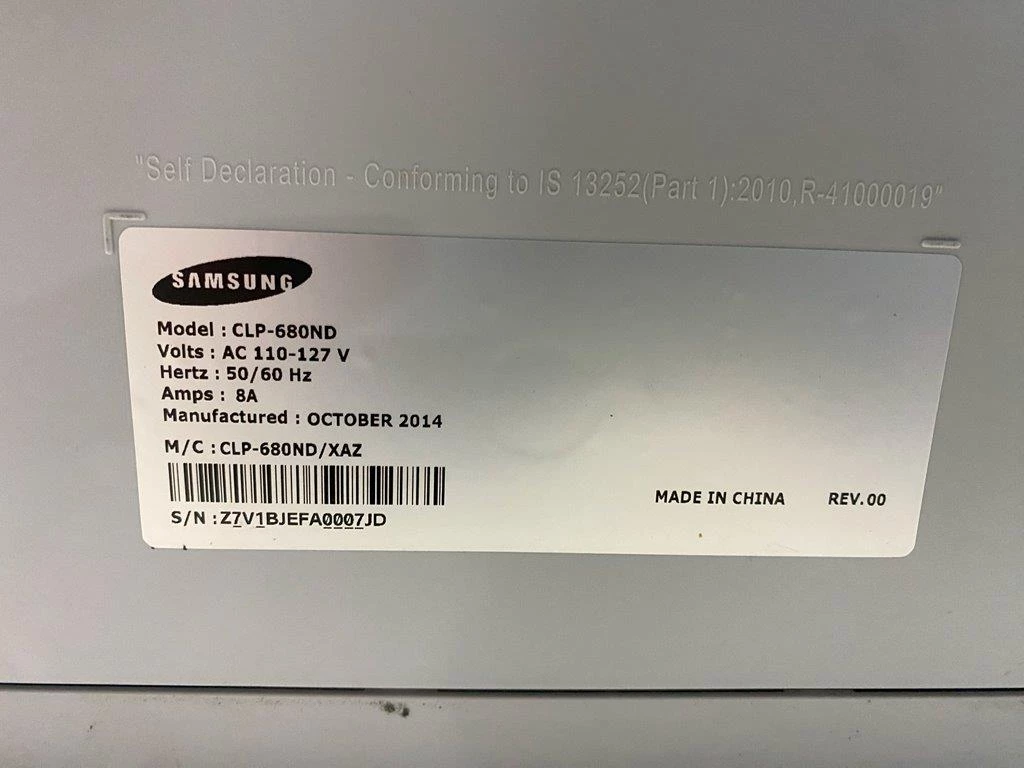 "Self Declaration - Conforming to IS 13252(Part 1):2010,R-41000019"
SAMSUNG
Model : CLP-680ND
Volts : AC 110-127 V
Hertz : 50/60 Hz
Amps : 8A
Manufactured : OCTOBER 2014
M/C : CLP-680ND/XAZ
S/N : Z7V1BJEFA0007JD
MADE IN CHINA REV.00